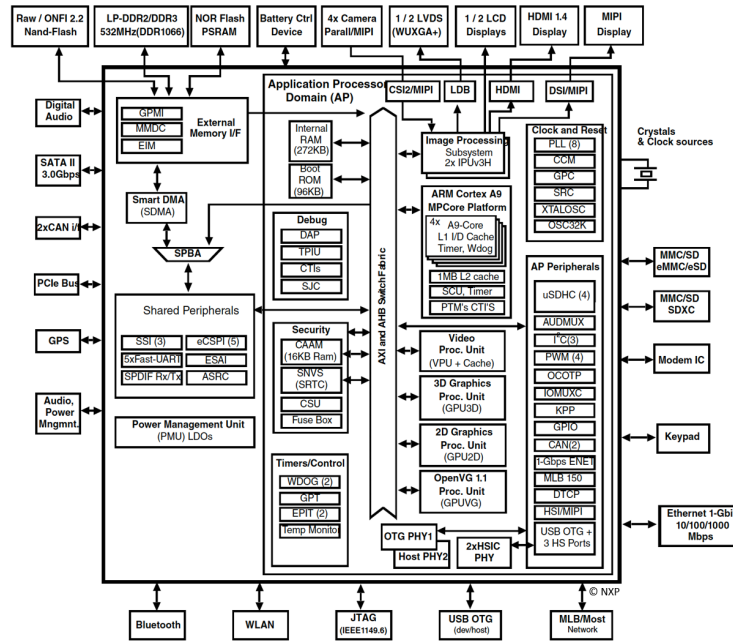 Raw / ONFI 2.2
Nand-Flash
LP-DDR2/DDR3
532MHz(DDR1066)
NOR Flash
PSRAM
Battery Ctrl
Device
4x Camera
Parall/MIPI
1 / 2 LVDS
(WUXGA+)
1 / 2 LCD
Displays
HDMI 1.4
Display
MIPI
Display
Digital
Audio
SATA II
3.0Gbps
2xCAN i/f
PCIe Bus
GPS
Audio,
Power
Mngmnt.
External
Memory I/F
GPMI
MMDC
EIM
Smart DMA
(SDMA)
SPBA
Shared Peripherals
SSI (3)
eCSPI (5)
5xFast-UART
ESAI
SPDIF Rx/Tx
ASRC
Power Management Unit
(PMU) LDOs
Application Processor
Domain (AP)
Internal
RAM
(272KB)
Boot
ROM
(96KB)
Debug
DAP
TPIU
CTIs
SJC
Security
CAAM
(16KB Ram)
SNVS
(SRTC)
CSU
Fuse Box
Timers/Control
WDOG (2)
GPT
EPIT (2)
Temp Monitor
AXI and AHB Switch Fabric
CSI2/MIPI
LDB
HDMI
DSI/MIPI
Image Processing
Subsystem
2x IPUv3H
ARM Cortex A9
MPCore Platform
4x
A9-Core
L1 I/D Cache
Timer, Wdog
1MB L2 cache
SCU, Timer
PTM's CTI'S
Video
Proc. Unit
(VPU + Cache)
3D Graphics
Proc. Unit
(GPU3D)
2D Graphics
Proc. Unit
(GPU2D)
OpenVG 1.1
Proc. Unit
(GPUVG)
OTG PHY1
Host PHY2
2xHSIC
PHY
Clock and Reset
PLL (8)
CCM
GPC
SRC
XTALOSC
OSC32K
AP Peripherals
uSDHC (4)
AUDMUX
I²C(3)
PWM (4)
OCOTP
IOMUXC
KPP
GPIO
CAN(2)
1-Gbps ENET
MLB 150
DTCP
HSI/MIPI
USB OTG +
3 HS Ports
Crystals
& Clock sources
MMC/SD
eMMC/eSD
MMC/SD
SDXC
Modem IC
Keypad
Ethernet 1-Gbi
10/100/1000
Mbps
© NXP
Bluetooth
WLAN
JTAG
(IEEE1149.6)
USB OTG
(dev/host)
MLB/Most
Network